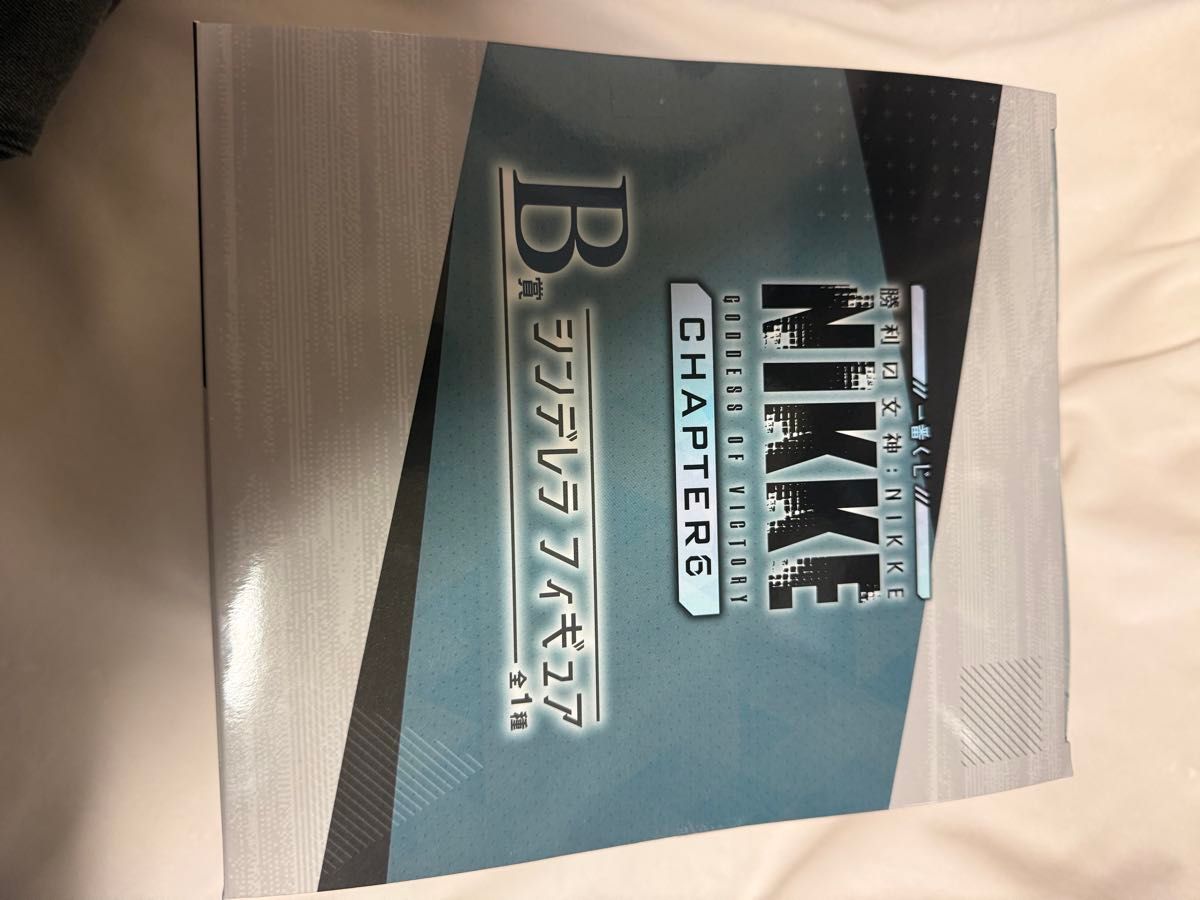 一番くじ
勝利の女神:NIKKE
NIKKE
GODDESS OF VICTORY
CHAPTER6
B賞
シンデレラ フィギュア
全1種